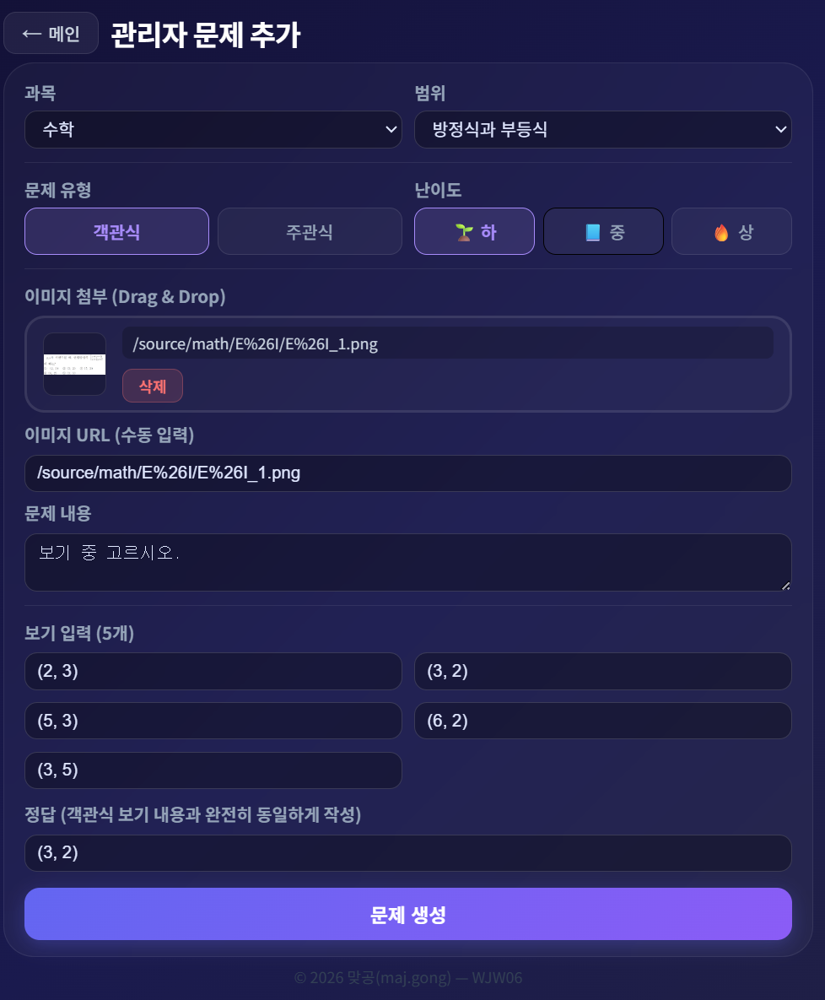 ← 메인 관리자 문제 추가
과목 범위
수학 방정식과 부등식
문제 유형 난이도
객관식 주관식 🌱 하 📘 중 🔥 상
이미지 첨부 (Drag & Drop)
/source/math/E%26I/E%26I_1.png
삭제
이미지 URL (수동 입력)
/source/math/E%26I/E%26I_1.png
문제 내용
보기 중 고르시오.
보기 입력 (5개)
(2, 3) (3, 2)
(5, 3) (6, 2)
(3, 5)
정답 (객관식 보기 내용과 완전히 동일하게 작성)
(3, 2)
문제 생성
© 2026 맞공(maj.gong) — WJW06